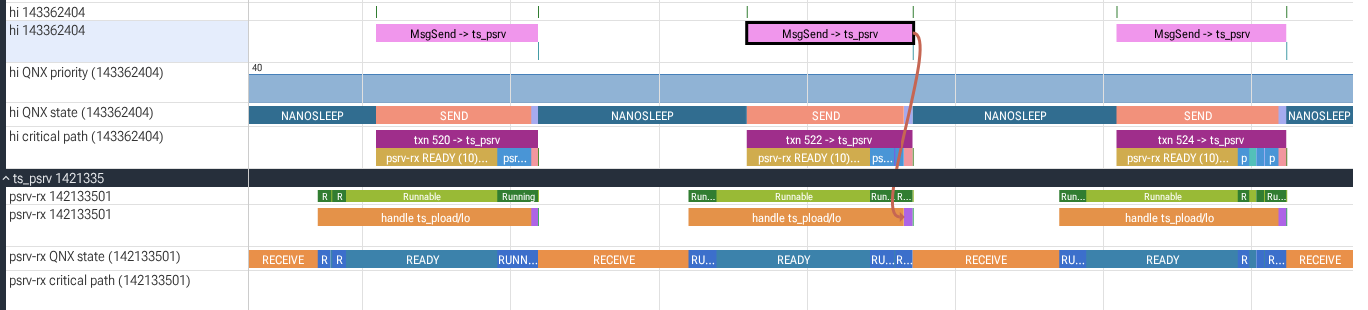 hi 143362404
hi 143362404
MsgSend -> ts_psrv MsgSend -> ts_psrv MsgSend -> ts_psrv
hi QNX priority (143362404)
40
hi QNX state (143362404)
NANOSLEEP SEND NANOSLEEP SEND NANOSLEEP SEND NANOSLEEP
hi critical path (143362404)
txn 520 -> ts_psrv txn 522 -> ts_psrv txn 524 -> ts_psrv
psrv-rx READY (10)... psr... psrv-rx READY (10)... ps... psrv-rx READY (10)... p p
ts_psrv 1421335
psrv-rx 142133501
R R Runnable Running Run... Runnable Run... R... Run... Runnable R Ru...
psrv-rx 142133501
handle ts_pload/lo handle ts_pload/lo handle ts_pload/lo
psrv-rx QNX state (142133501)
RECEIVE R R READY RUNN... RECEIVE RU... READY RU... R... RECEIVE RU... READY R R... RECEIVE
psrv-rx critical path (142133501)